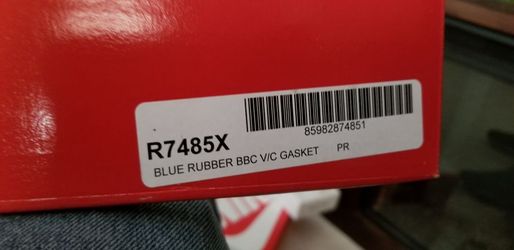 R7485X
85982874851
BLUE RUBBER BBC V/C GASKET PR